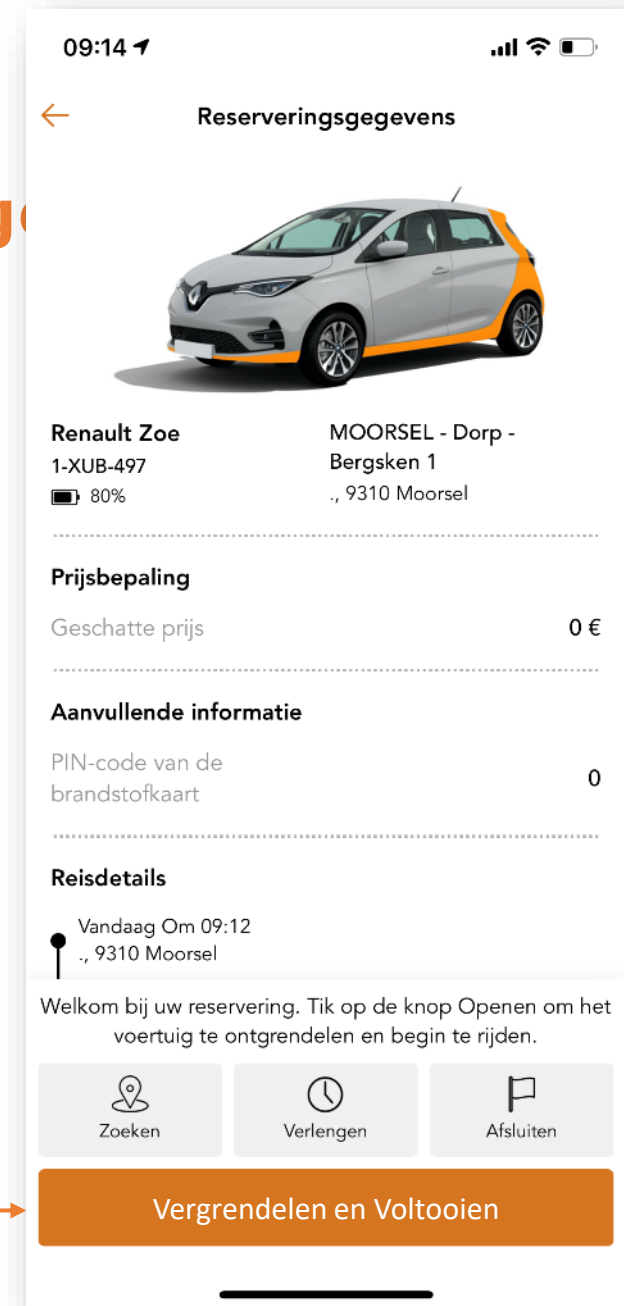 09:14
Reserveringsgegevens
Renault Zoe
1-XUB-497
80%
MOORSEL - Dorp -
Bergsken 1
., 9310 Moorsel
Prijsbepaling
Geschatte prijs 0 €
Aanvullende informatie
PIN-code van de
brandstofkaart 0
Reisdetails
Vandaag Om 09:12
., 9310 Moorsel
Welkom bij uw reservering. Tik op de knop Openen om het
voertuig te ontgrendelen en begin te rijden.
Zoeken Verlengen Afsluiten
Vergrendelen en Voltooien